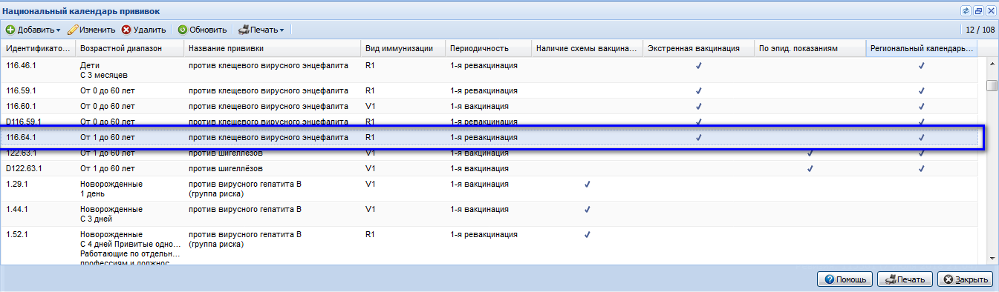 Национальный календарь прививок
Добавить Изменить Удалить Обновить Печать 12 / 108
Идентификато... Возрастной диапазон Название прививки Вид иммунизации Периодичность Наличие схемы вакцина... Экстренная вакцинация По эпид. показаниям Региональный календарь...
116.46.1 Дети против клещевого вирусного энцефалита R1 1-я ревакцинация
С 3 месяцев
116.59.1 От 0 до 60 лет против клещевого вирусного энцефалита R1 1-я ревакцинация
116.60.1 От 0 до 60 лет против клещевого вирусного энцефалита V1 1-я вакцинация
D116.59.1 От 0 до 60 лет против клещевого вирусного энцефалита R1 1-я ревакцинация
116.64.1 От 1 до 60 лет против клещевого вирусного энцефалита R1 1-я ревакцинация
122.63.1 От 1 до 60 лет против шигеллёзов V1 1-я вакцинация
D122.63.1 От 1 до 60 лет против шигеллёзов V1 1-я вакцинация
1.29.1 Новорожденные против вирусного гепатита В V1 1-я вакцинация
1 день (группа риска)
1.44.1 Новорожденные против вирусного гепатита В V1 1-я вакцинация
С 3 дней
1.52.1 Новорожденные против вирусного гепатита В R1 1-я ревакцинация
С 4 дней Привитые одно... (группа риска)
Работающие по отдельн...
профессиям и должнос...
Помощь Печать Закрыть